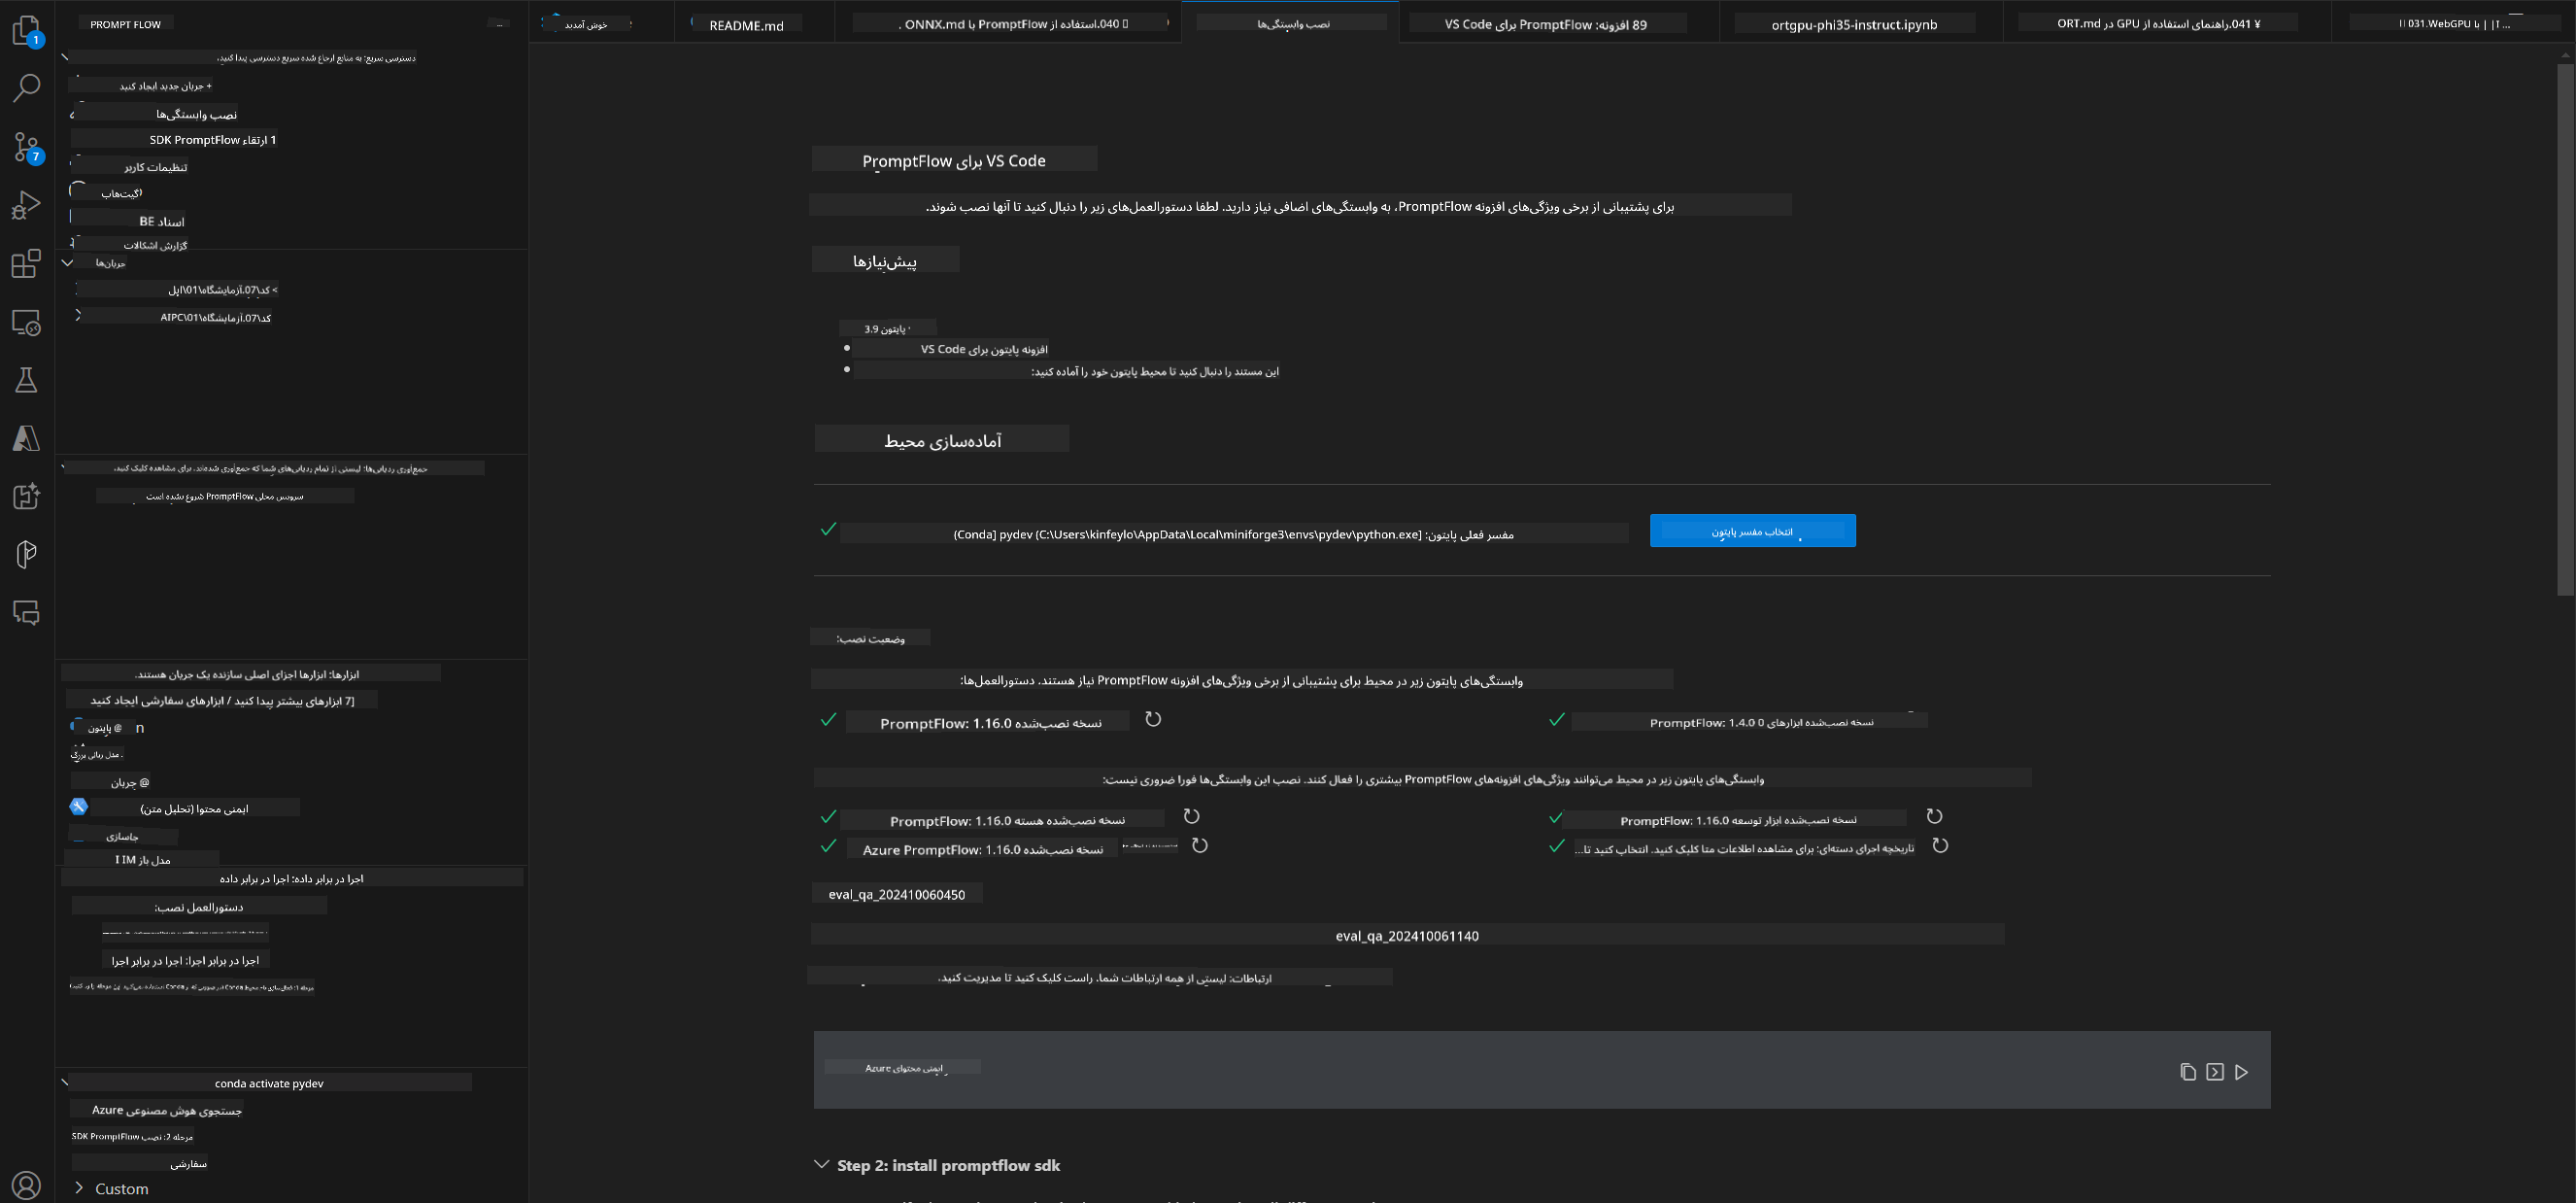 PROMPT FLOW
...
دسترسی سریع: به منابع ارجاع شده سریع دسترسی پیدا کنید.
+ جریان جدید ایجاد کنید
نصب وابستگی‌ها
1 ارتقاء SDK PromptFlow
تنظیمات کاربر
گیت‌هاب)
اسناد BE
گزارش اشکالات
جریان‌ها
> کد\07.آزمایشگاه\01\اپل
کد\07.آزمایشگاه\01\AIPC
جمع‌آوری ردیابی‌ها: لیستی از تمام ردیابی‌های شما که جمع‌آوری شده‌اند. برای مشاهده کلیک کنید.
سرویس محلی PromptFlow شروع نشده است
ابزارها: ابزارها اجزای اصلی سازنده یک جریان هستند.
[7 ابزارهای بیشتر پیدا کنید / ابزارهای سفارشی ایجاد کنید
@ پایتون
n
. مدل زبانی بزرگ
@ جریان
ایمنی محتوا (تحلیل متن)
جاسازی
مدل باز
اجرا در برابر داده: اجرا در برابر داده
دستورالعمل نصب:
اجرا در برابر اجرا: اجرا در برابر اجرا
conda activate pydev
جستجوی هوش مصنوعی Azure
مرحله 2: نصب SDK PromptFlow
سفارشی
Custom
1
7
خوش آمدید
README.md
040.استفاده از PromptFlow با ONNX.md .
نصب وابستگی‌ها
89 افزونه: PromptFlow برای VS Code
ortgpu-phi35-instruct.ipynb
¥ 041.راهنمای استفاده از GPU در ORT.md
031.WebGPU با
PromptFlow برای VS Code
برای پشتیبانی از برخی ویژگی‌های افزونه PromptFlow، به وابستگی‌های اضافی نیاز دارید. لطفا دستورالعمل‌های زیر را دنبال کنید تا آنها نصب شوند.
پیش‌نیازها
· پایتون 3.9
افزونه پایتون برای VS Code
این مستند را دنبال کنید تا محیط پایتون خود را آماده کنید:
آماده‌سازی محیط
مفسر فعلی پایتون: [Conda] pydev (C:\Users\kinfeylo\AppData\Local\miniforge3\envs\pydev\python.exe)
انتخاب مفسر پایتون
وضعیت نصب:
وابستگی‌های پایتون زیر در محیط برای پشتیبانی از برخی ویژگی‌های افزونه PromptFlow نیاز هستند. دستورالعمل‌ها:
نسخه نصب‌شده PromptFlow: 1.16.0
نسخه نصب‌شده ابزارهای PromptFlow: 1.4.0 0
وابستگی‌های پایتون زیر در محیط می‌توانند ویژگی‌های افزونه‌های PromptFlow بیشتری را فعال کنند. نصب این وابستگی‌ها فورا ضروری نیست:
نسخه نصب‌شده هسته PromptFlow: 1.16.0
نسخه نصب‌شده ابزار توسعه PromptFlow: 1.16.0
نسخه نصب‌شده Azure PromptFlow: 1.16.0
تاریخچه اجرای دسته‌ای: برای مشاهده اطلاعات متا کلیک کنید. انتخاب کنید تا...
eval_qa_202410060450
eval_qa_202410061140
ارتباطات: لیستی از همه ارتباطات شما. راست کلیک کنید تا مدیریت کنید.
ایمنی محتوای Azure
Step 2: install promptflow sdk